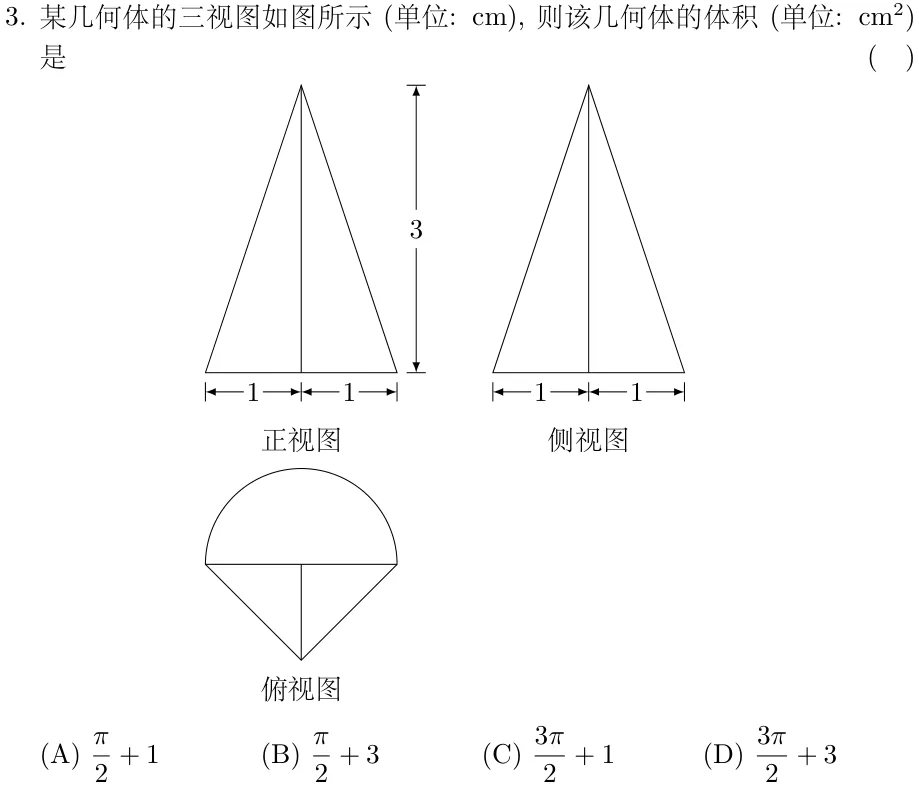 3. 某几何体的三视图如图所示 (单位: cm), 则该几何体的体积 (单位: cm²)
是 ( )
3
1 1 1 1
正视图 侧视图
俯视图
(A) π/2 + 1 (B) π/2 + 3 (C) 3π/2 + 1 (D) 3π/2 + 3